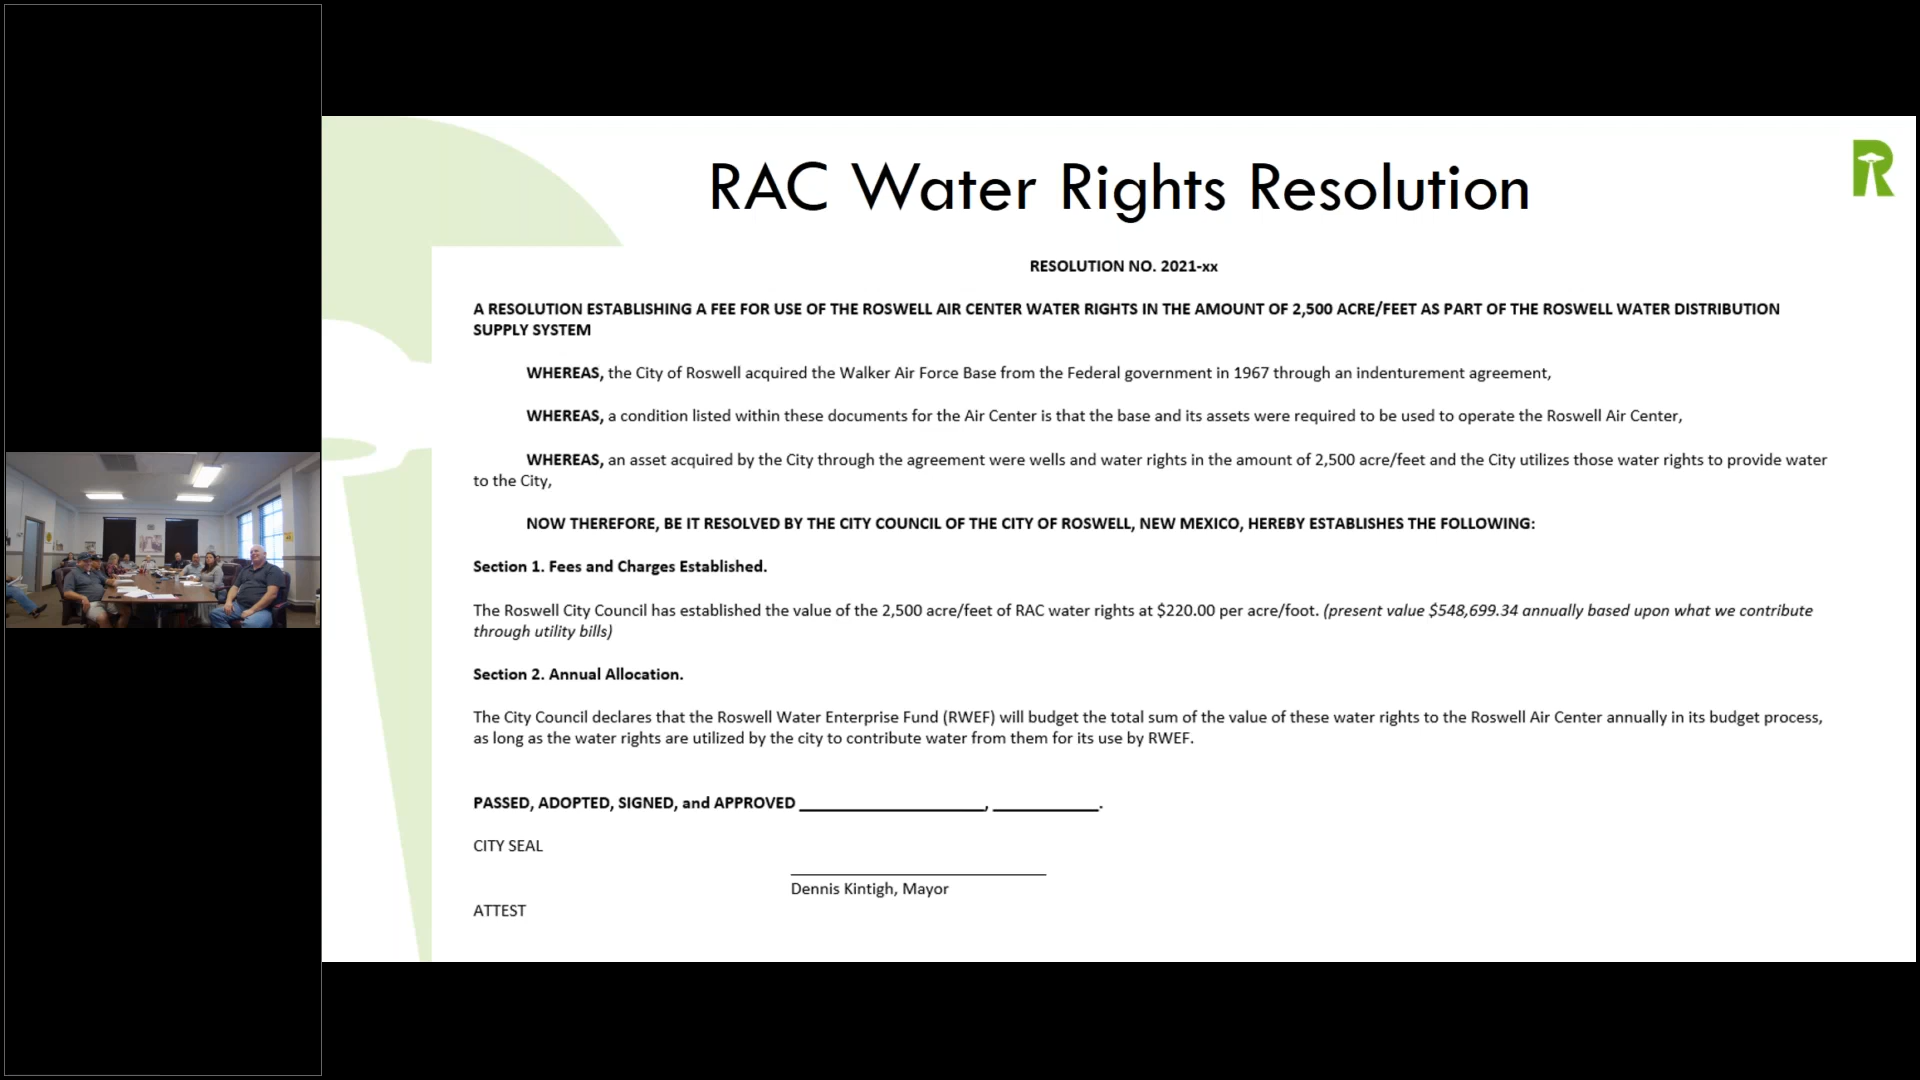 RAC Water Rights Resolution
R
RESOLUTION NO. 2021-xx
A RESOLUTION ESTABLISHING A FEE FOR USE OF THE ROSWELL AIR CENTER WATER RIGHTS IN THE AMOUNT OF 2,500 ACRE/FEET AS PART OF THE ROSWELL WATER DISTRIBUTION
SUPPLY SYSTEM
WHEREAS, the City of Roswell acquired the Walker Air Force Base from the Federal government in 1967 through an indenturement agreement,
WHEREAS, a condition listed within these documents for the Air Center is that the base and its assets were required to be used to operate the Roswell Air Center,
WHEREAS, an asset acquired by the City through the agreement were wells and water rights in the amount of 2,500 acre/feet and the City utilizes those water rights to provide water
to the City,
NOW THEREFORE, BE IT RESOLVED BY THE CITY COUNCIL OF THE CITY OF ROSWELL, NEW MEXICO, HEREBY ESTABLISHES THE FOLLOWING:
Section 1. Fees and Charges Established.
The Roswell City Council has established the value of the 2,500 acre/feet of RAC water rights at $220.00 per acre/foot. (present value $548,699.34 annually based upon what we contribute
through utility bills)
Section 2. Annual Allocation.
The City Council declares that the Roswell Water Enterprise Fund (RWEF) will budget the total sum of the value of these water rights to the Roswell Air Center annually in its budget process,
as long as the water rights are utilized by the city to contribute water from them for its use by RWEF.
PASSED, ADOPTED, SIGNED, and APPROVED ____________________, ____________.
CITY SEAL
Dennis Kintigh, Mayor
ATTEST